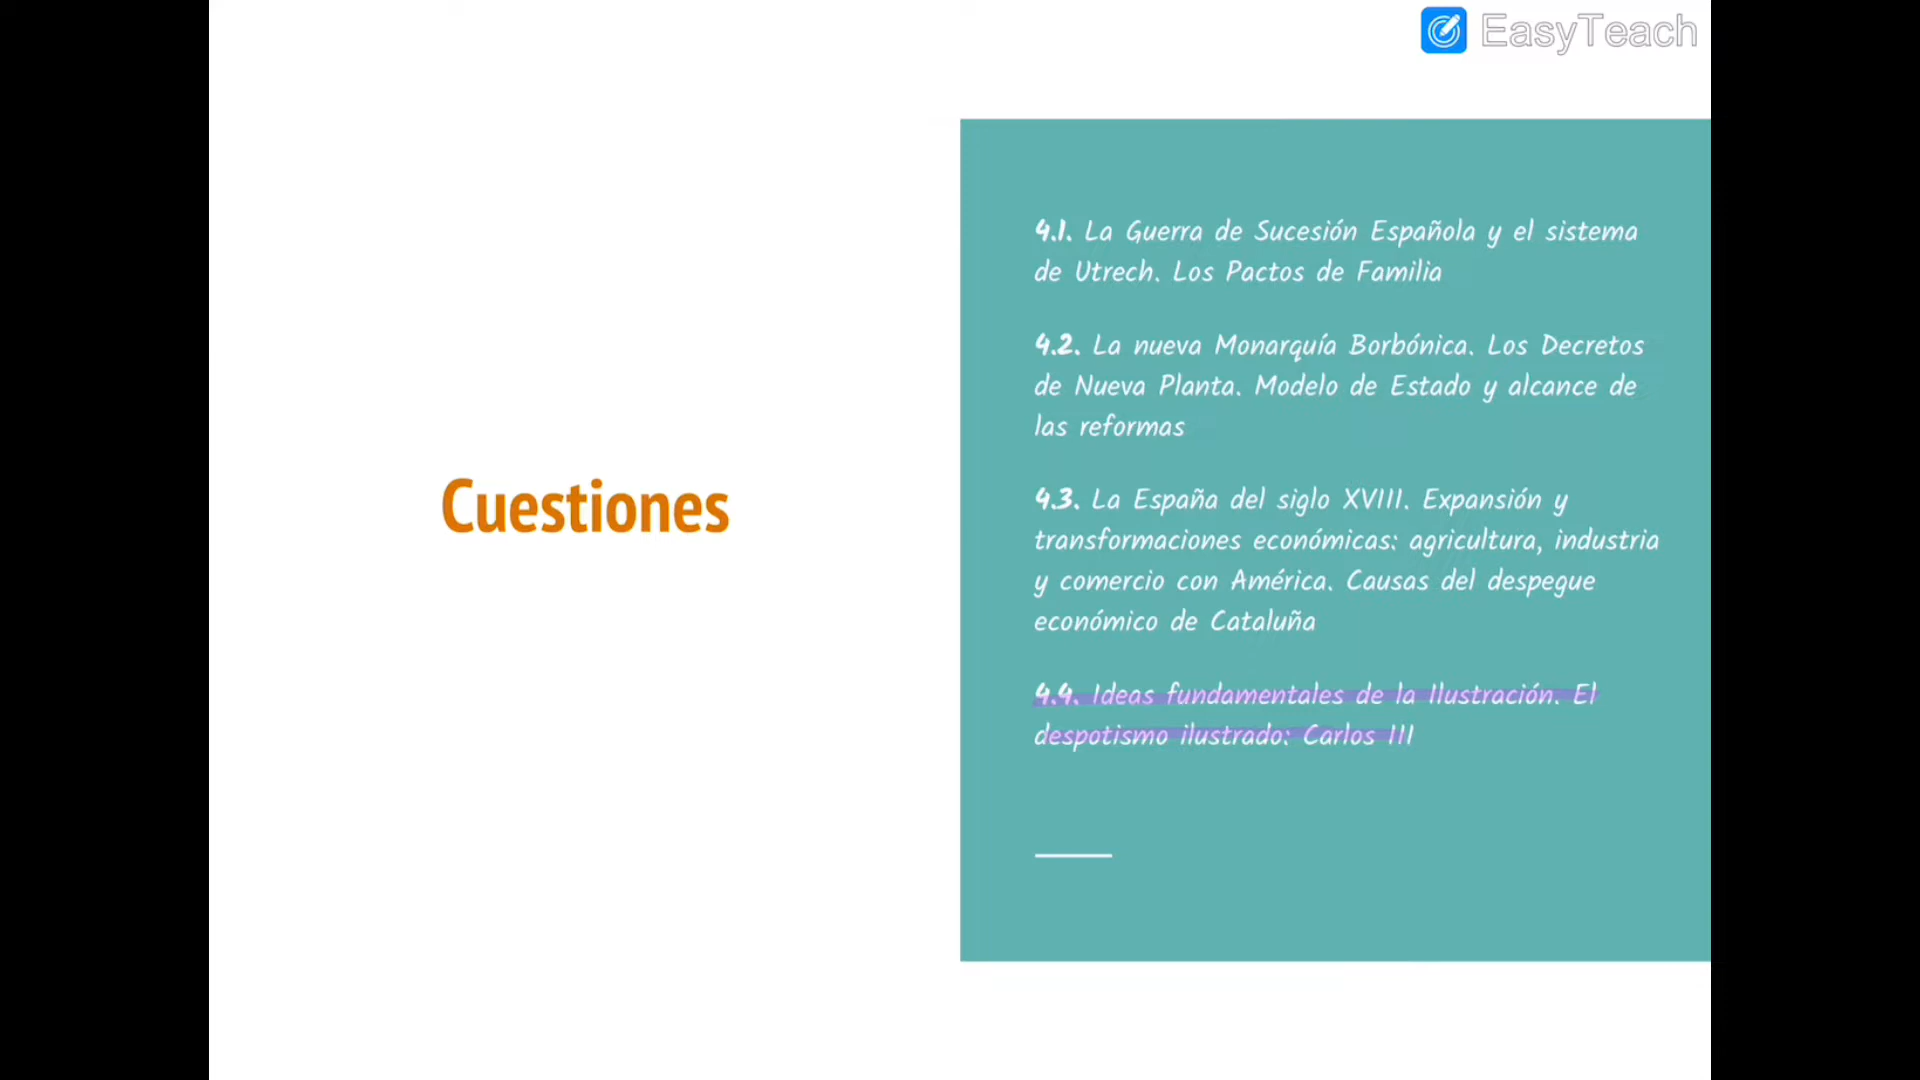 EasyTeach
Cuestiones
4.1. La Guerra de Sucesión Española y el sistema
de Utrech. Los Pactos de Familia
4.2. La nueva Monarquía Borbónica. Los Decretos
de Nueva Planta. Modelo de Estado y alcance de
las reformas
4.3. La España del siglo XVIII. Expansión y
transformaciones económicas: agricultura, industria
y comercio con América. Causas del despegue
económico de Cataluña
4.4. Ideas fundamentales de la Ilustración. El
despotismo ilustrado: Carlos III